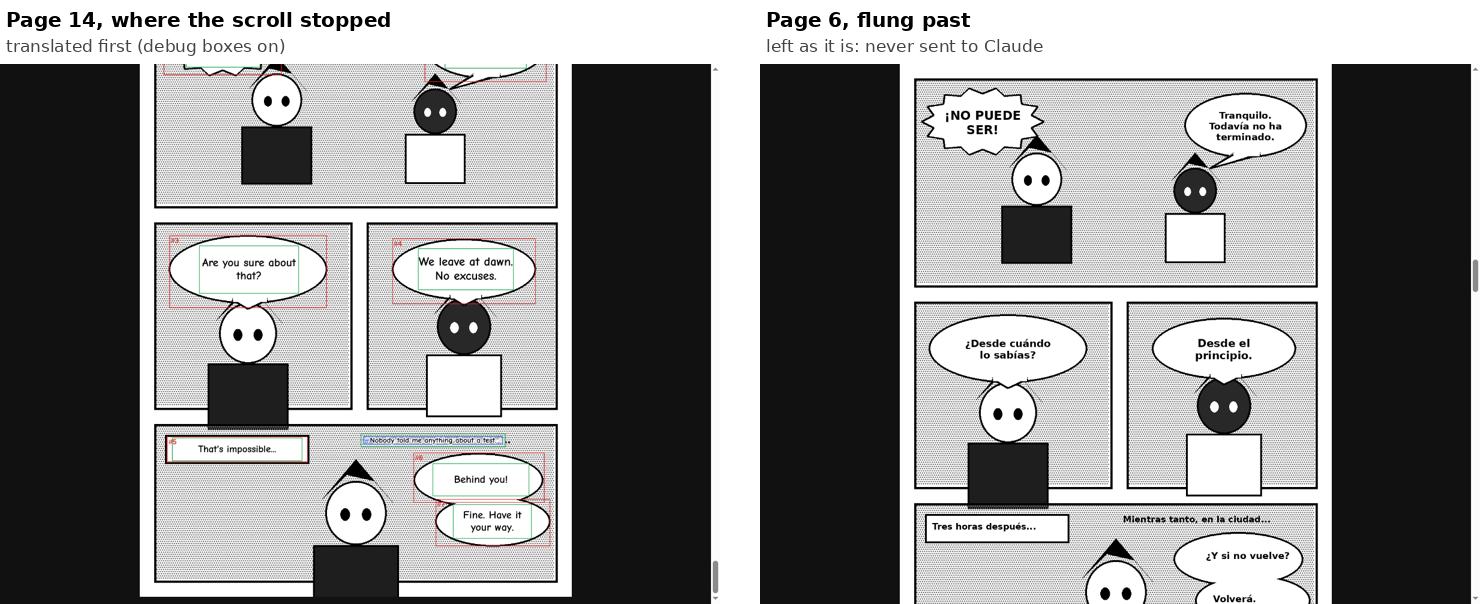 Page 14, where the scroll stopped
translated first (debug boxes on)
#3
Are you sure about
that?
#4
We leave at dawn.
No excuses.
#5
That's impossible...
Nobody told me anything about a test...
#6
Behind you!
Fine. Have it
your way.
Page 6, flung past
left as it is: never sent to Claude
¡NO PUEDE
SER!
Tranquilo.
Todavía no ha
terminado.
¿Desde cuándo
lo sabías?
Desde el
principio.
Tres horas después...
Mientras tanto, en la ciudad...
¿Y si no vuelve?
Volverá.